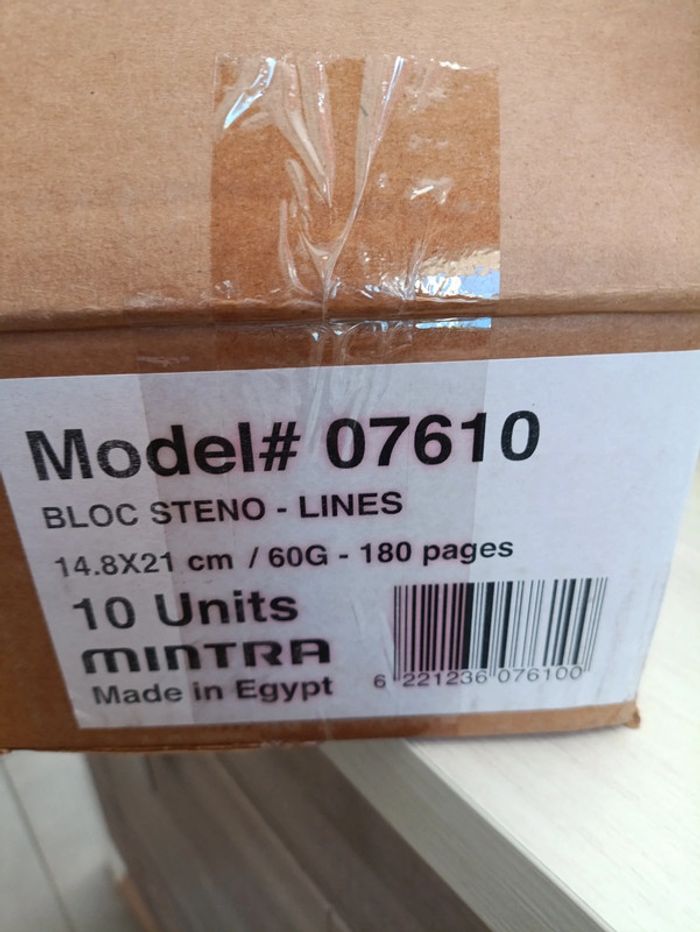 Model# 07610
BLOC STENO - LINES
14.8X21 cm / 60G - 180 pages
10 Units
MINTRA
Made in Egypt
6 221236 076100